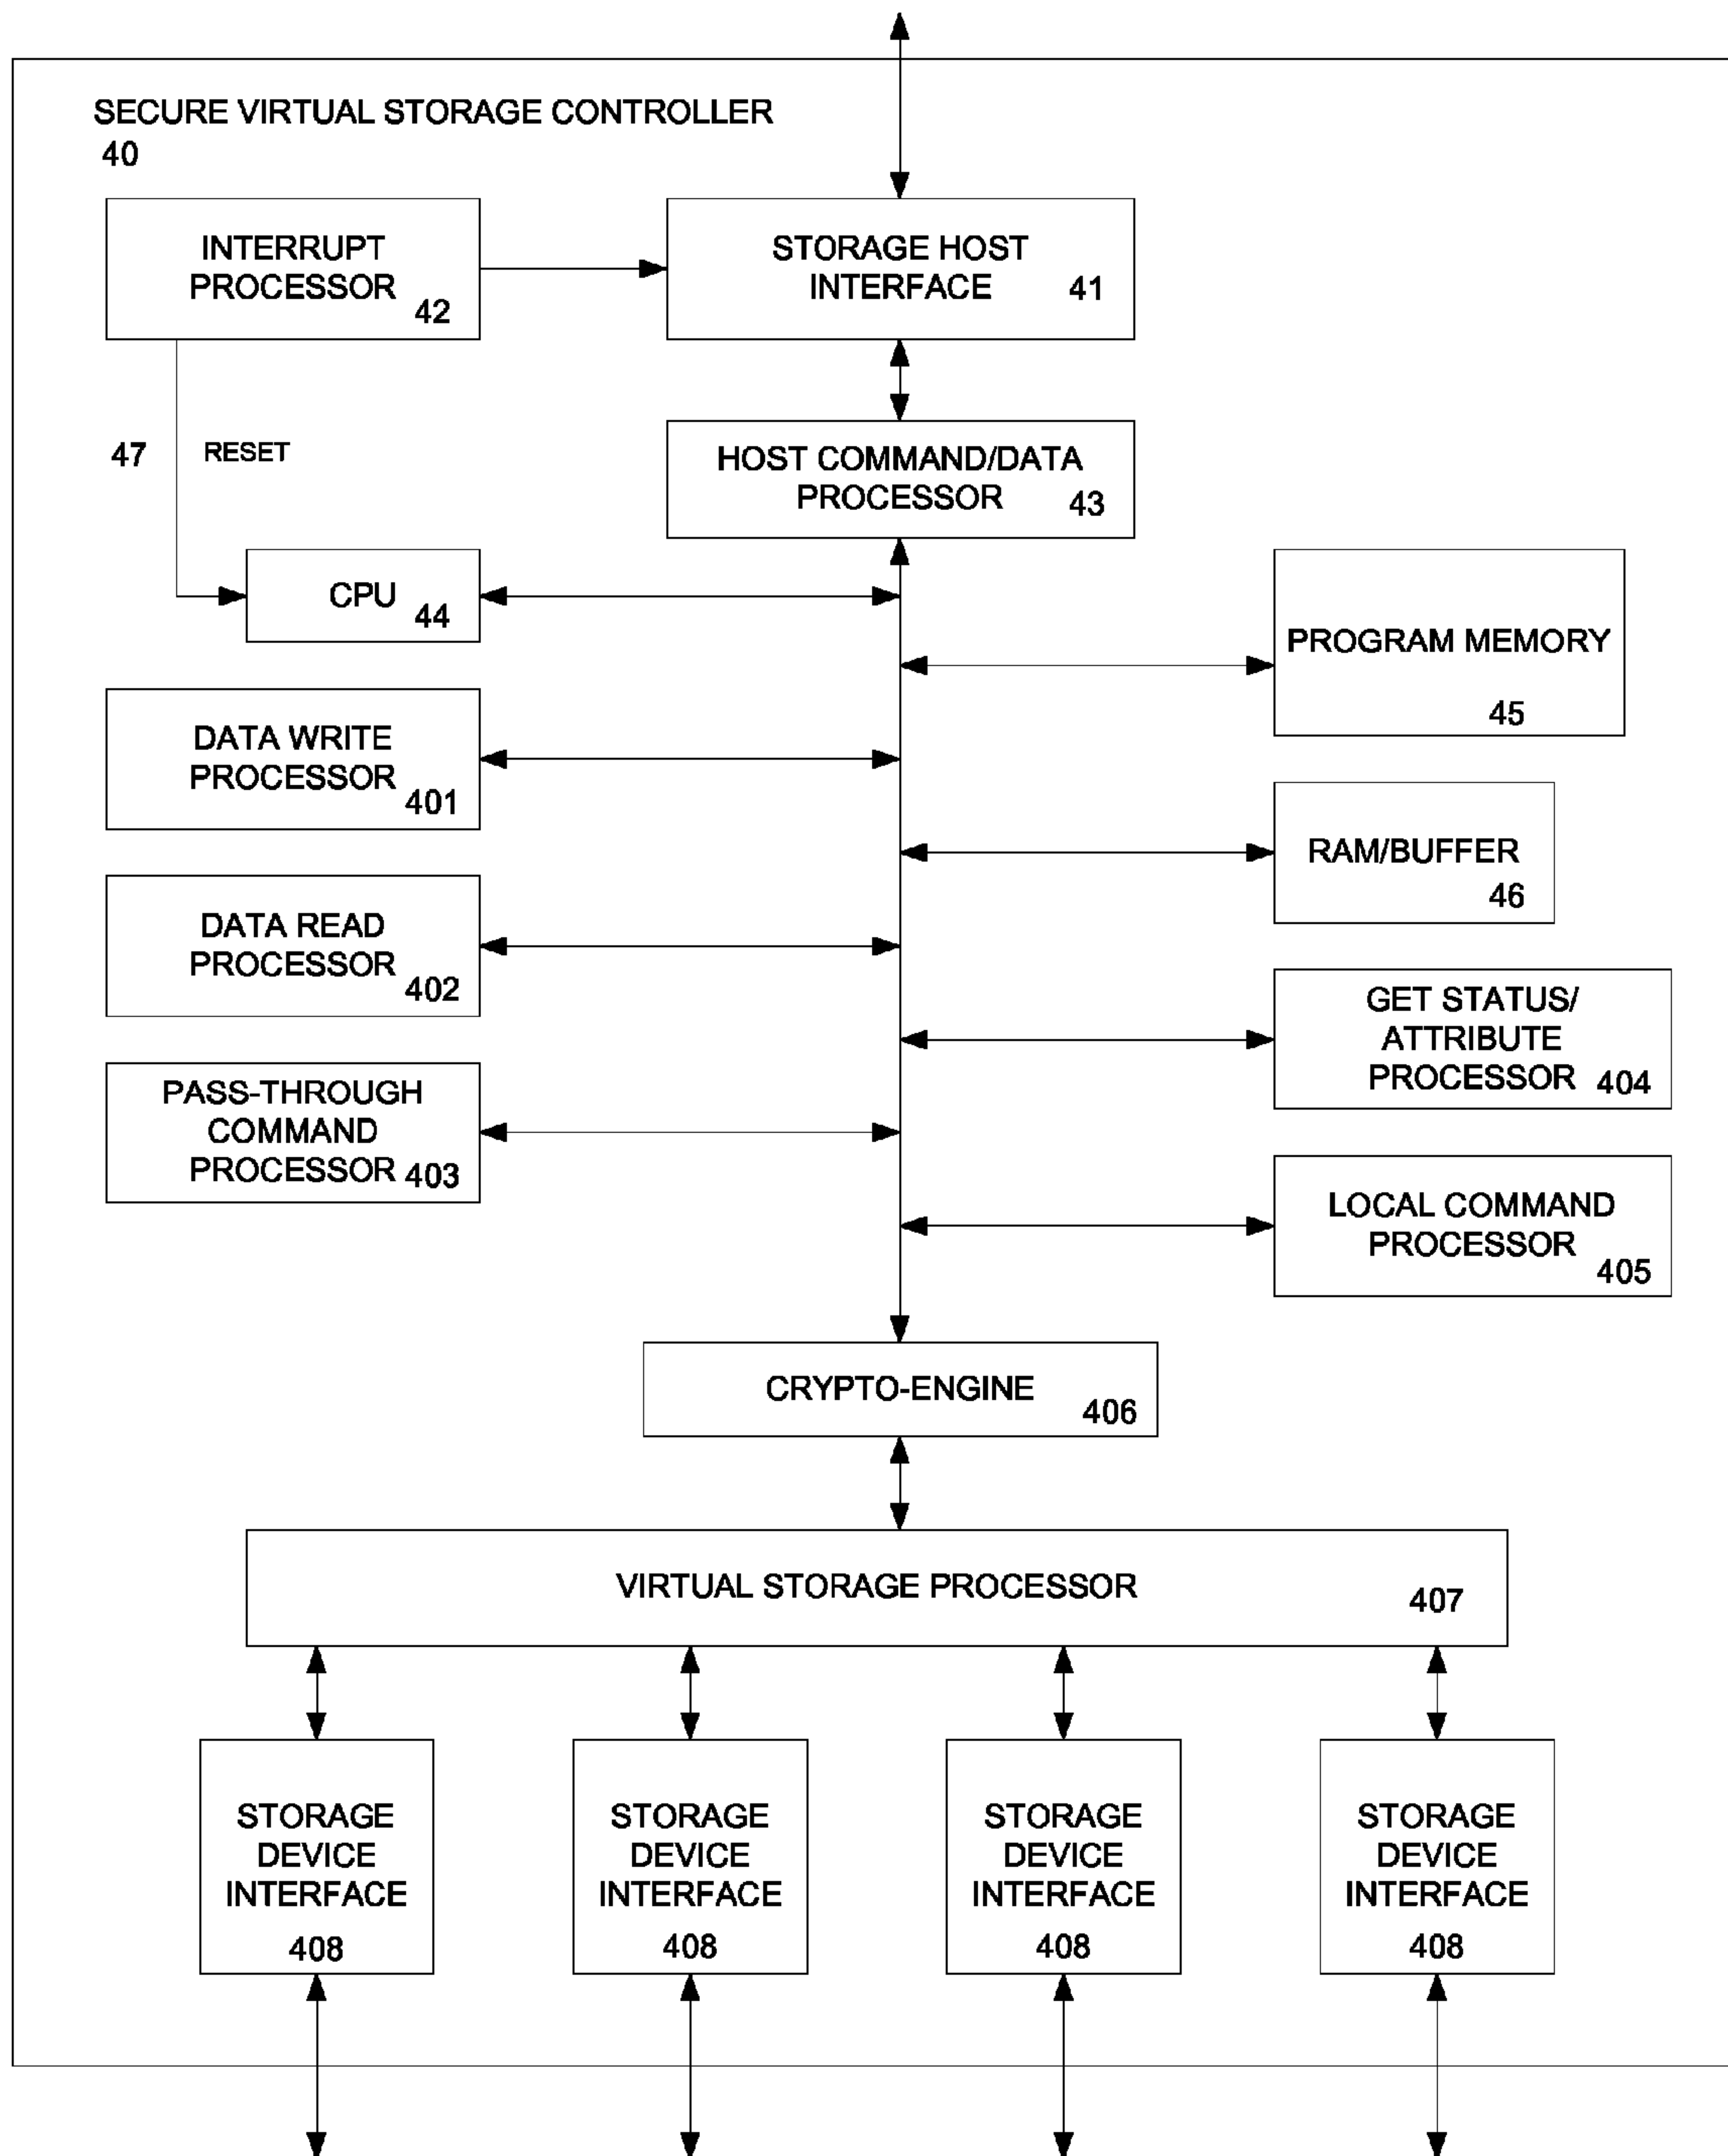 SECURE VIRTUAL STORAGE CONTROLLER
40
INTERRUPT
PROCESSOR
42
STORAGE HOST
INTERFACE
41
47
RESET
HOST COMMAND/DATA
PROCESSOR
43
CPU
44
PROGRAM MEMORY
45
DATA WRITE
PROCESSOR
401
RAM/BUFFER
46
DATA READ
PROCESSOR
402
GET STATUS/
ATTRIBUTE
PROCESSOR
404
PASS-THROUGH
COMMAND
PROCESSOR
403
LOCAL COMMAND
PROCESSOR
405
CRYPTO-ENGINE
406
VIRTUAL STORAGE PROCESSOR
407
STORAGE
DEVICE
INTERFACE
408
STORAGE
DEVICE
INTERFACE
408
STORAGE
DEVICE
INTERFACE
408
STORAGE
DEVICE
INTERFACE
408